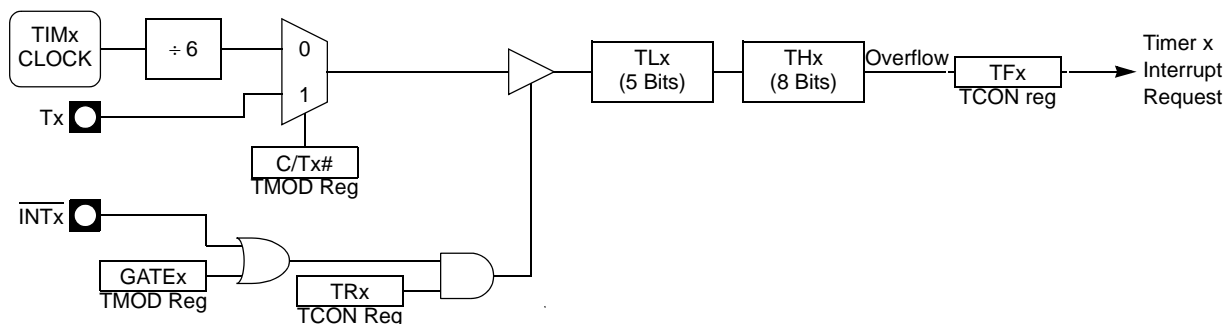 TIMx
CLOCK
÷ 6
0
1
Tx
C/Tx#
TMOD Reg
TLx
(5 Bits)
THx
(8 Bits)
Overflow
TFx
TCON reg
Timer x
Interrupt
Request
INTx
GATEx
TMOD Reg
TRx
TCON Reg